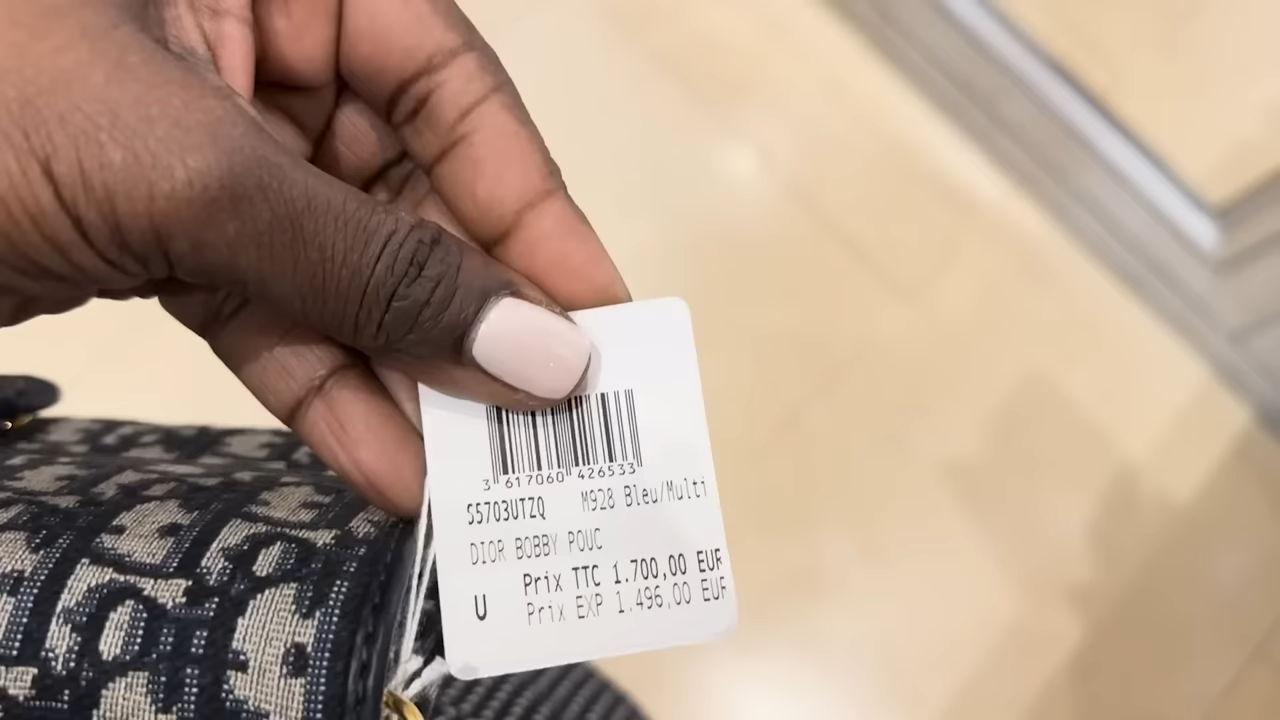 3 617060 426533
S5703UTZQ M928 Bleu/Multi
DIOR BOBBY POUC
Prix TTC 1.700,00 EUR
U Prix EXP 1.496,00 EUR